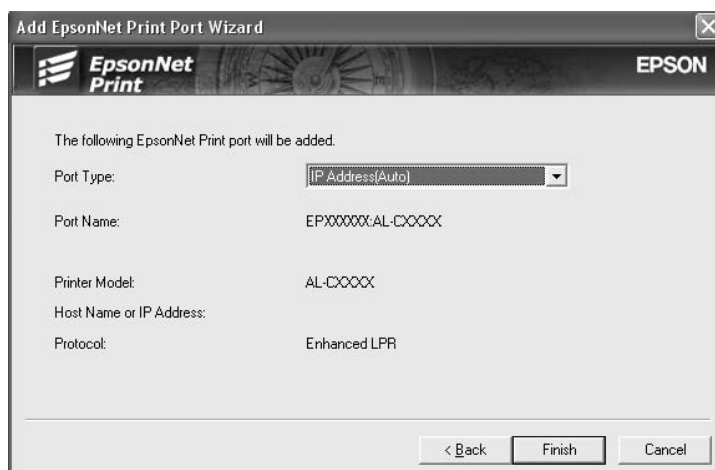 Add EpsonNet Print Port Wizard
EpsonNet Print
EPSON
The following EpsonNet Print port will be added.
Port Type: IP Address(Auto)
Port Name: EPXXXXXX:AL-CXXXX
Printer Model: AL-CXXXX
Host Name or IP Address:
Protocol: Enhanced LPR
< Back Finish Cancel